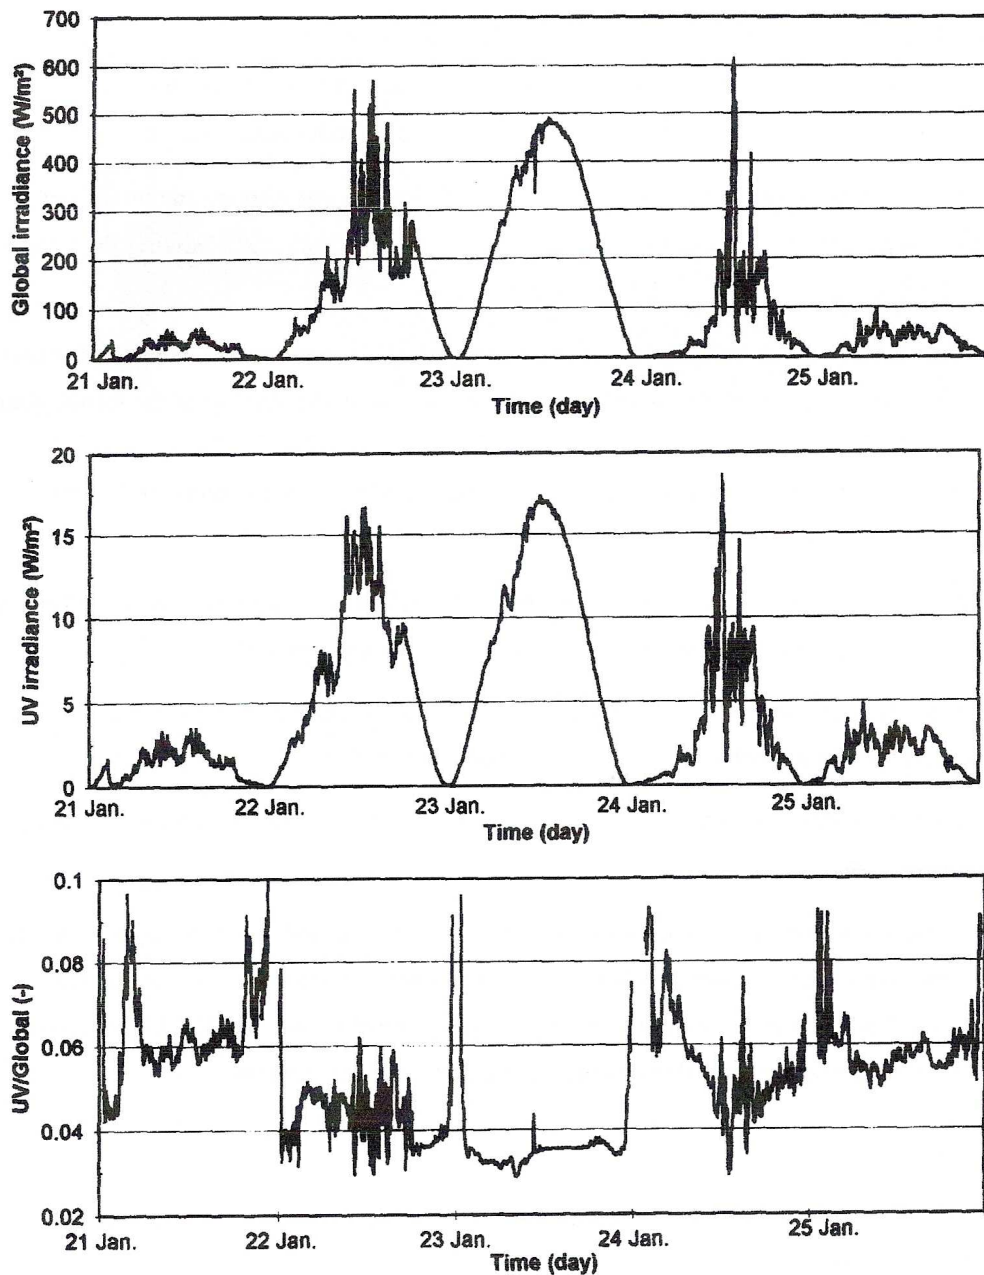 Global irradiance (W/m²)
700
600
500
400
300
200
100
0
21 Jan. 22 Jan. 23 Jan. 24 Jan. 25 Jan.
Time (day)
UV irradiance (W/m²)
20
15
10
5
0
21 Jan. 22 Jan. 23 Jan. 24 Jan. 25 Jan.
Time (day)
UV/Global (-)
0.1
0.08
0.06
0.04
0.02
21 Jan. 22 Jan. 23 Jan. 24 Jan. 25 Jan.
Time (day)